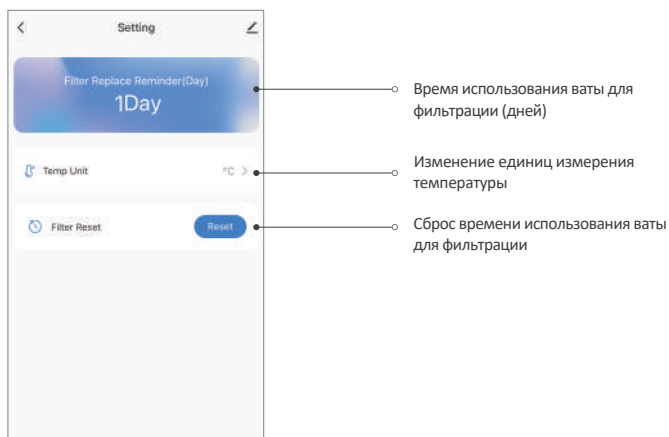 Setting
Filter Replace Reminder(Day)
1Day
Время использования ваты для
фильтрации (дней)
Temp Unit
°C
Изменение единиц измерения
температуры
Filter Reset
Reset
Сброс времени использования ваты
для фильтрации